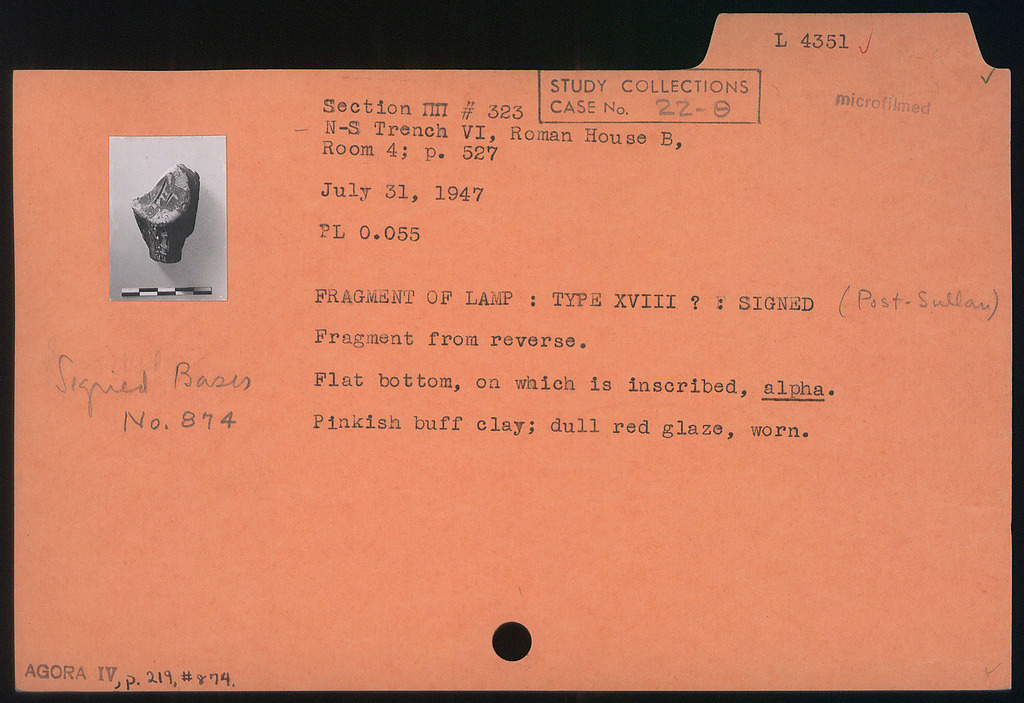 L 4351
STUDY COLLECTIONS
CASE No. 22-Θ
microfilmed
Section ΠΠ # 323
N-S Trench VI, Roman House B,
Room 4; p. 527
July 31, 1947
PL 0.055
FRAGMENT OF LAMP : TYPE XVIII ? : SIGNED (Post-Sullan)
Fragment from reverse.
Flat bottom, on which is inscribed, alpha.
Pinkish buff clay; dull red glaze, worn.
Signed Bases
No. 874
AGORA IV, p. 219, #874.